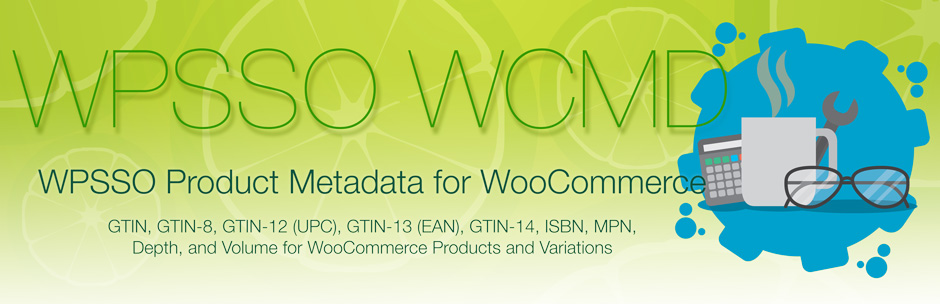 WPSSO WCMD
WPSSO Product Metadata for WooCommerce
GTIN, GTIN-8, GTIN-12 (UPC), GTIN-13 (EAN), GTIN-14, ISBN, MPN,
Depth, and Volume for WooCommerce Products and Variations